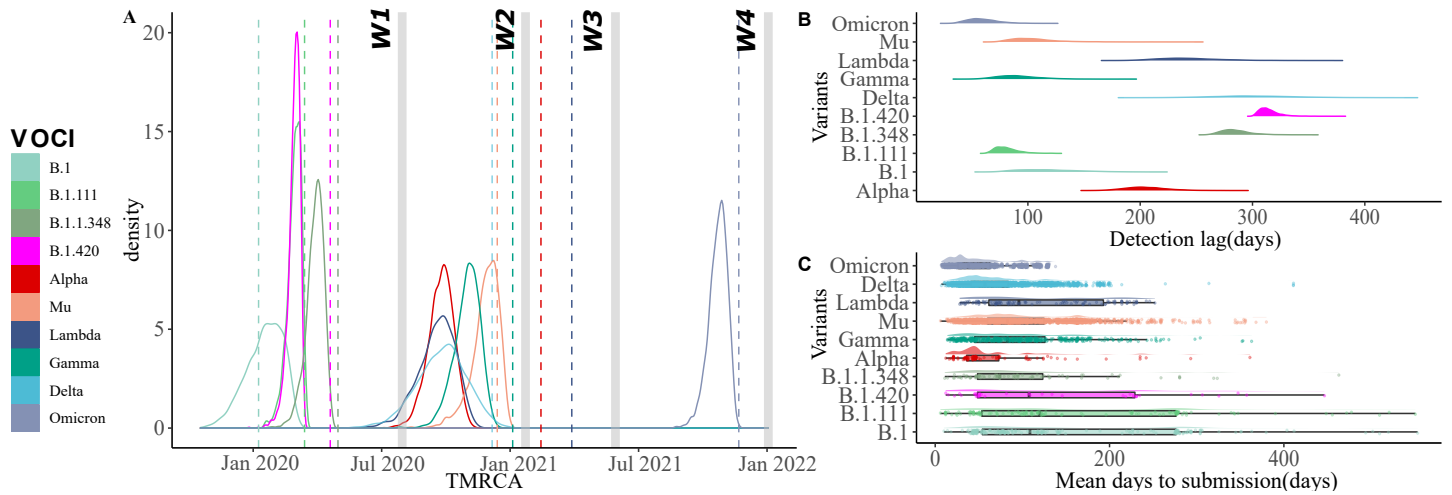 A
W1
W2
W3
W4
20
15
10
5
0
density
Jan 2020
Jul 2020
Jan 2021
Jul 2021
Jan 2022
TMRCA
VOCI
B.1
B.1.111
B.1.1.348
B.1.420
Alpha
Mu
Lambda
Gamma
Delta
Omicron
B
Variants
Omicron
Mu
Lambda
Gamma
Delta
B.1.420
B.1.348
B.1.111
B.1
Alpha
100
200
300
400
Detection lag(days)
C
Variants
Omicron
Delta
Lambda
Mu
Gamma
Alpha
B.1.1.348
B.1.420
B.1.111
B.1
0
200
400
Mean days to submission(days)